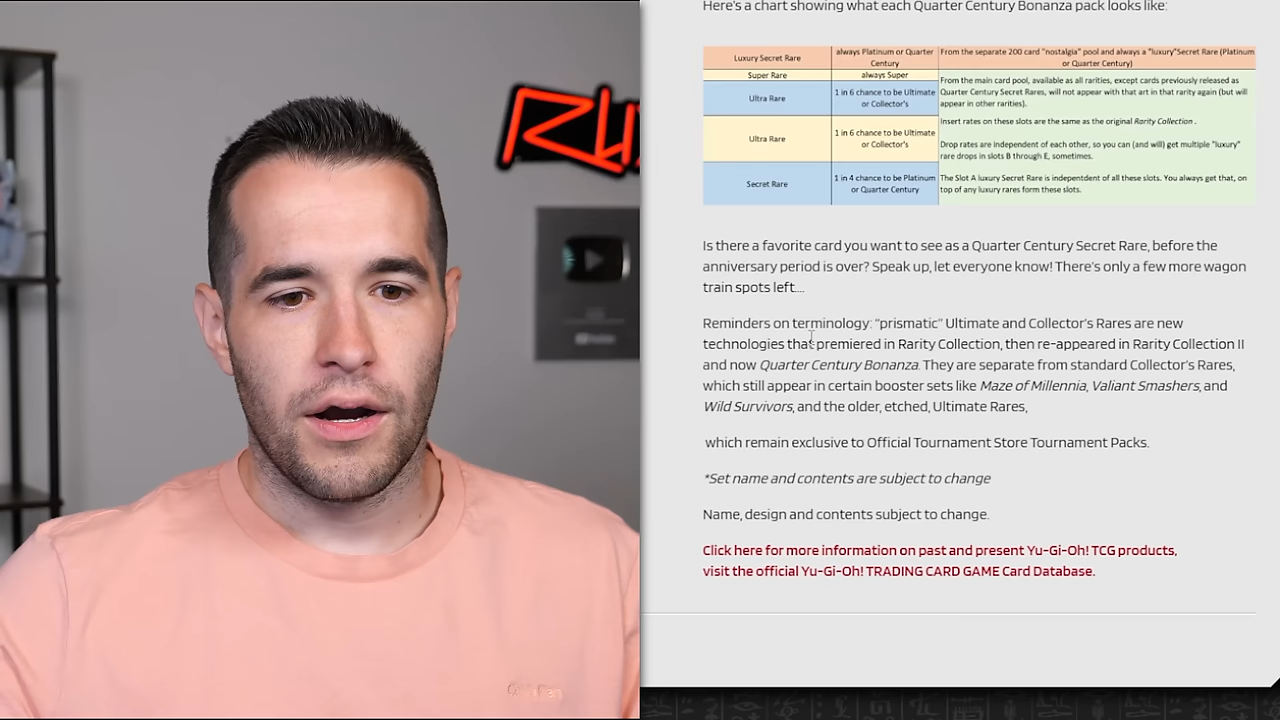 Here's a chart showing what each Quarter Century Bonanza pack looks like:
Luxury Secret Rare
always Platinum or Quarter
Century
From the separate 200 card "nostalgia" pool and always a "luxury"Secret Rare (Platinum
or Quarter Century)
Super Rare
always Super
Ultra Rare
1 in 6 chance to be Ultimate
or Collector's
From the main card pool, available as all rarities, except cards previously released as
Quarter Century Secret Rares, will not appear with that art in that rarity again (but will
appear in other rarities).
Ultra Rare
1 in 6 chance to be Ultimate
or Collector's
Insert rates on these slots are the same as the original Rarity Collection .
Drop rates are independent of each other, so you can (and will) get multiple "luxury"
rare drops in slots B through E, sometimes.
Secret Rare
1 in 4 chance to be Platinum
or Quarter Century
The Slot A luxury Secret Rare is indepentdent of all these slots. You always get that, on
top of any luxury rares form these slots.
Is there a favorite card you want to see as a Quarter Century Secret Rare, before the
anniversary period is over? Speak up, let everyone know! There's only a few more wagon
train spots left....
Reminders on terminology: "prismatic" Ultimate and Collector's Rares are new
technologies that premiered in Rarity Collection, then re-appeared in Rarity Collection II
and now Quarter Century Bonanza. They are separate from standard Collector's Rares,
which still appear in certain booster sets like Maze of Millennia, Valiant Smashers, and
Wild Survivors, and the older, etched, Ultimate Rares,
which remain exclusive to Official Tournament Store Tournament Packs.
*Set name and contents are subject to change
Name, design and contents subject to change.
Click here for more information on past and present Yu-Gi-Oh! TCG products,
visit the official Yu-Gi-Oh! TRADING CARD GAME Card Database.